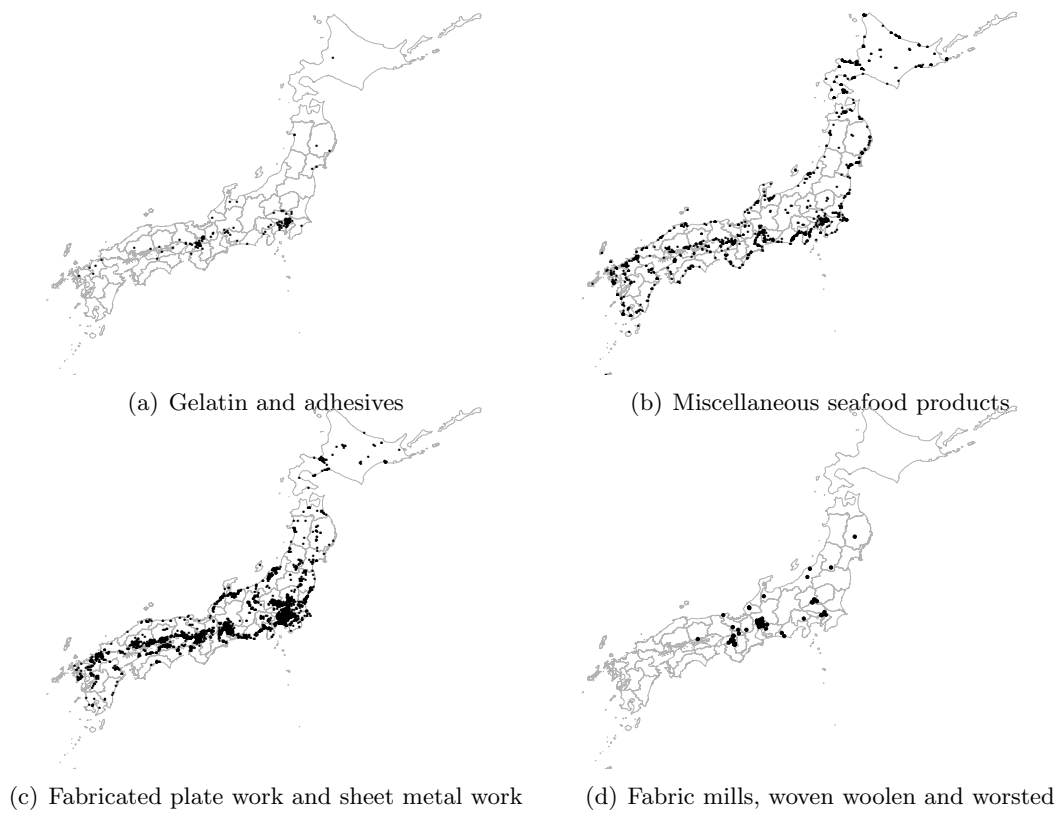 (a) Gelatin and adhesives
(b) Miscellaneous seafood products
(c) Fabricated plate work and sheet metal work
(d) Fabric mills, woven woolen and worsted